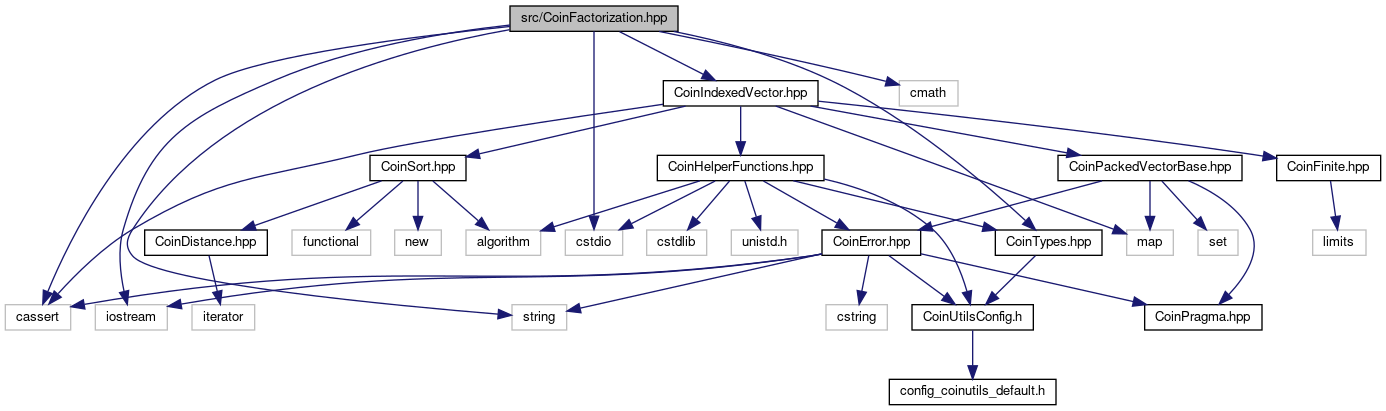 src/CoinFactorization.hpp
CoinIndexedVector.hpp
cmath
CoinSort.hpp
CoinHelperFunctions.hpp
CoinPackedVectorBase.hpp
CoinFinite.hpp
CoinDistance.hpp
functional
new
algorithm
cstdio
cstdlib
unistd.h
CoinError.hpp
CoinTypes.hpp
map
set
limits
cassert
iostream
iterator
string
cstring
CoinUtilsConfig.h
CoinPragma.hpp
config_coinutils_default.h